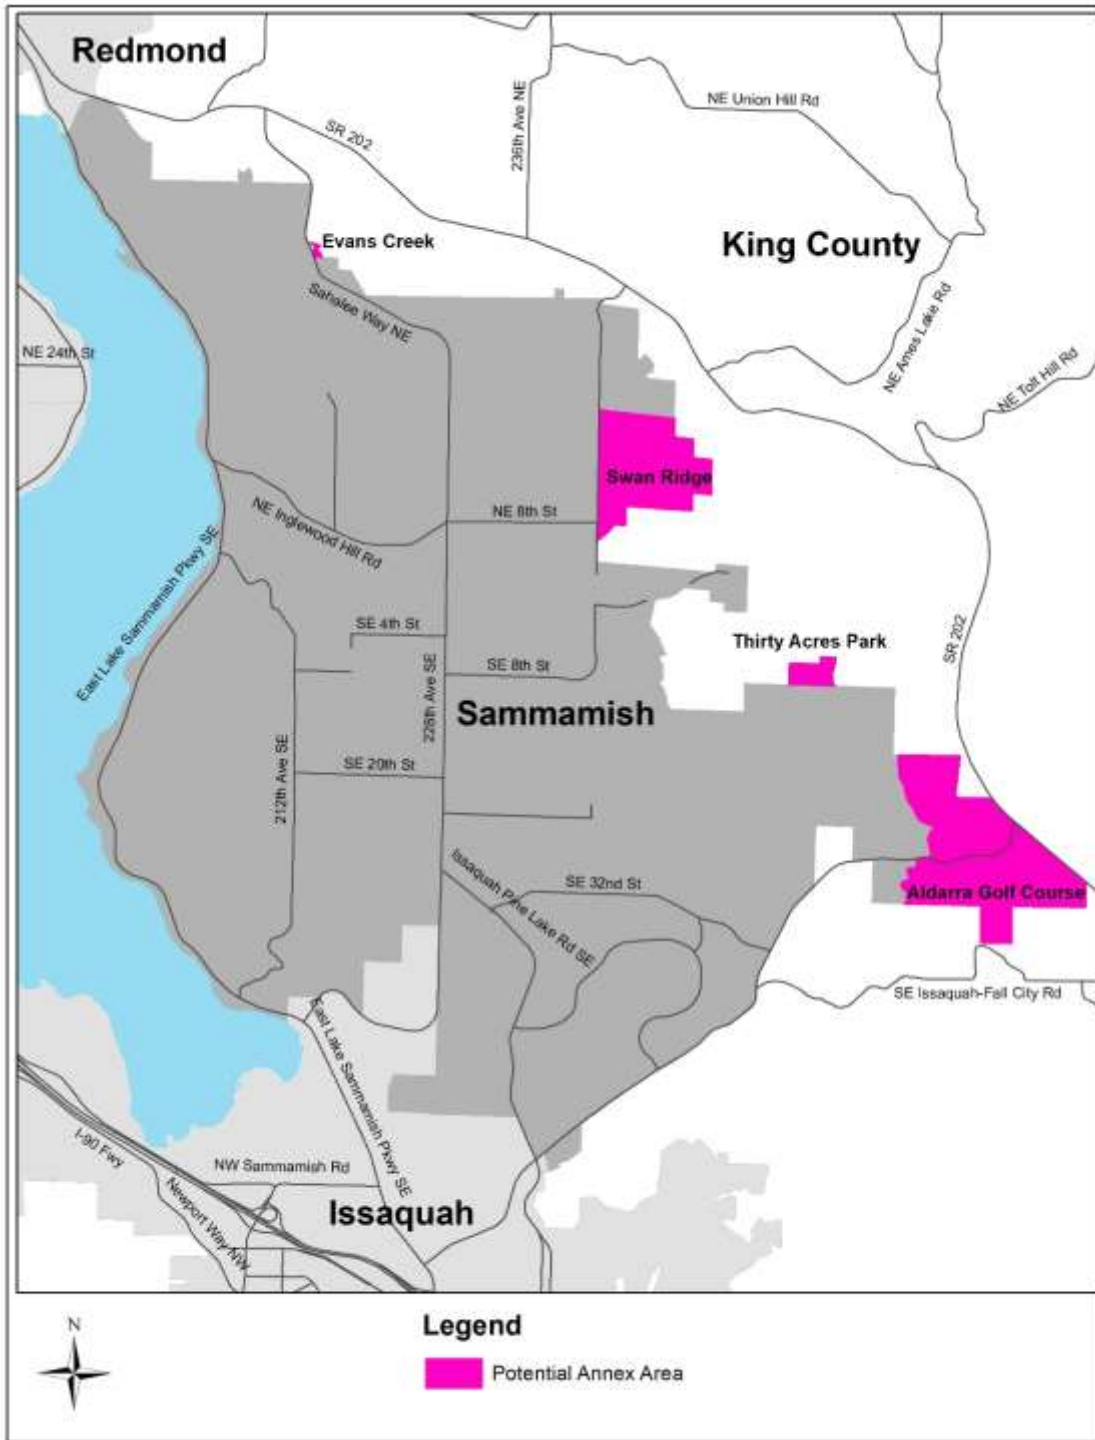 Redmond
NE Union Hill Rd
236th Ave NE
SR 202
Evans Creek
King County
Sahalee Way NE
NE 24th St
NE Ames Lake Rd
NE Tolt Hill Rd
Swan Ridge
NE 8th St
NE Inglewood Hill Rd
East Lake Sammamish Pkwy SE
SE 4th St
Thirty Acres Park
SR 202
SE 8th St
228th Ave SE
Sammamish
212th Ave SE
SE 20th St
Issaquah Pine Lake Rd SE
SE 32nd St
Aldarra Golf Course
SE Issaquah-Fall City Rd
East Lake Sammamish Pkwy SE
I-90 Fwy
NW Sammamish Rd
Newport Way NW
Issaquah
N
Legend
Potential Annex Area